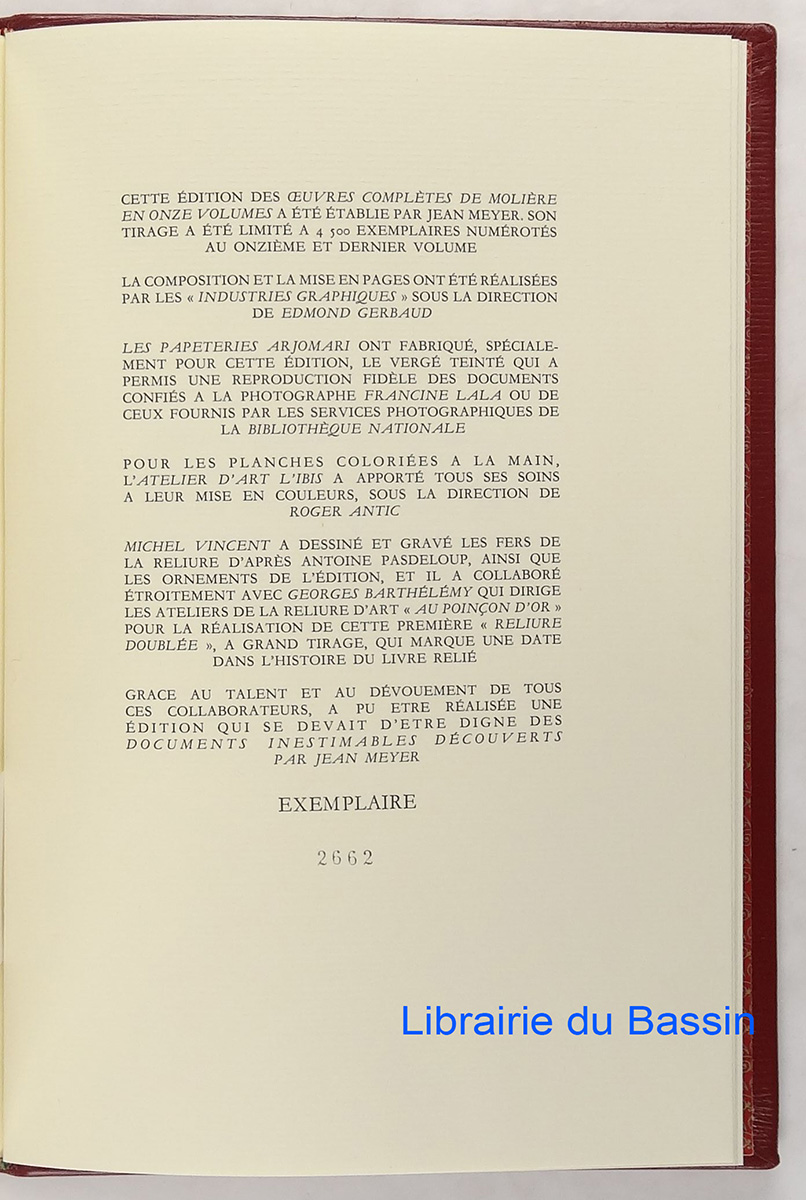 CETTE ÉDITION DES ŒUVRES COMPLÈTES DE MOLIÈRE
EN ONZE VOLUMES A ÉTÉ ÉTABLIE PAR JEAN MEYER. SON
TIRAGE A ÉTÉ LIMITÉ A 4 500 EXEMPLAIRES NUMÉROTÉS
AU ONZIÈME ET DERNIER VOLUME
LA COMPOSITION ET LA MISE EN PAGES ONT ÉTÉ RÉALISÉES
PAR LES « INDUSTRIES GRAPHIQUES » SOUS LA DIRECTION
DE EDMOND GERBAUD
LES PAPETERIES ARJOMARI ONT FABRIQUÉ, SPÉCIALE-
MENT POUR CETTE ÉDITION, LE VERGÉ TEINTÉ QUI A
PERMIS UNE REPRODUCTION FIDÈLE DES DOCUMENTS
CONFIÉS A LA PHOTOGRAPHE FRANCINE LALA OU DE
CEUX FOURNIS PAR LES SERVICES PHOTOGRAPHIQUES DE
LA BIBLIOTHÈQUE NATIONALE
POUR LES PLANCHES COLORIÉES A LA MAIN,
L'ATELIER D'ART L'IBIS A APPORTÉ TOUS SES SOINS
A LEUR MISE EN COULEURS, SOUS LA DIRECTION DE
ROGER ANTIC
MICHEL VINCENT A DESSINÉ ET GRAVÉ LES FERS DE
LA RELIURE D'APRÈS ANTOINE PASDELOUP, AINSI QUE
LES ORNEMENTS DE L'ÉDITION, ET IL A COLLABORÉ
ÉTROITEMENT AVEC GEORGES BARTHÉLÉMY QUI DIRIGE
LES ATELIERS DE LA RELIURE D'ART « AU POINÇON D'OR »
POUR LA RÉALISATION DE CETTE PREMIÈRE « RELIURE
DOUBLÉE », A GRAND TIRAGE, QUI MARQUE UNE DATE
DANS L'HISTOIRE DU LIVRE RELIÉ
GRACE AU TALENT ET AU DÉVOUEMENT DE TOUS
CES COLLABORATEURS, A PU ETRE RÉALISÉE UNE
ÉDITION QUI SE DEVAIT D'ETRE DIGNE DES
DOCUMENTS INESTIMABLES DÉCOUVERTS
PAR JEAN MEYER
EXEMPLAIRE
2662
Librairie du Bassin